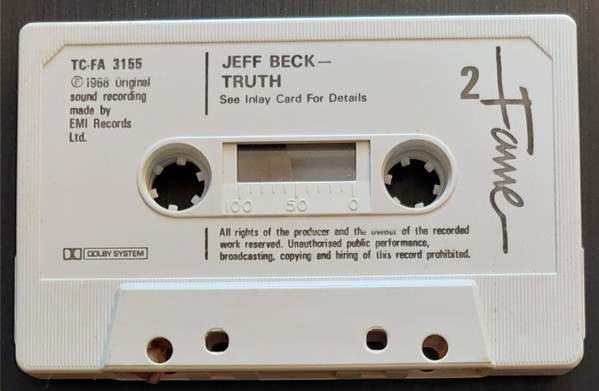 TC-FA 3155
℗ 1968 Original
sound recording
made by
EMI Records
Ltd.
JEFF BECK—
TRUTH
See Inlay Card For Details
2
Fame
100 50 0
DOLBY SYSTEM
All rights of the producer and the owner of the recorded
work reserved. Unauthorised public performance,
broadcasting, copying and hiring of this record prohibited.